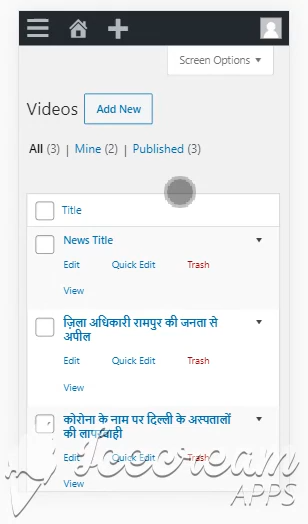 Screen Options
Videos
Add New
All (3) | Mine (2) | Published (3)
Title
News Title
Edit Quick Edit Trash
View
ज़िला अधिकारी रामपुर की जनता से
अपील
Edit Quick Edit Trash
View
कोरोना के नाम पर दिल्ली के अस्पतालों
की लापरवाही
Edit Quick Edit Trash
View
Icecream
APPS